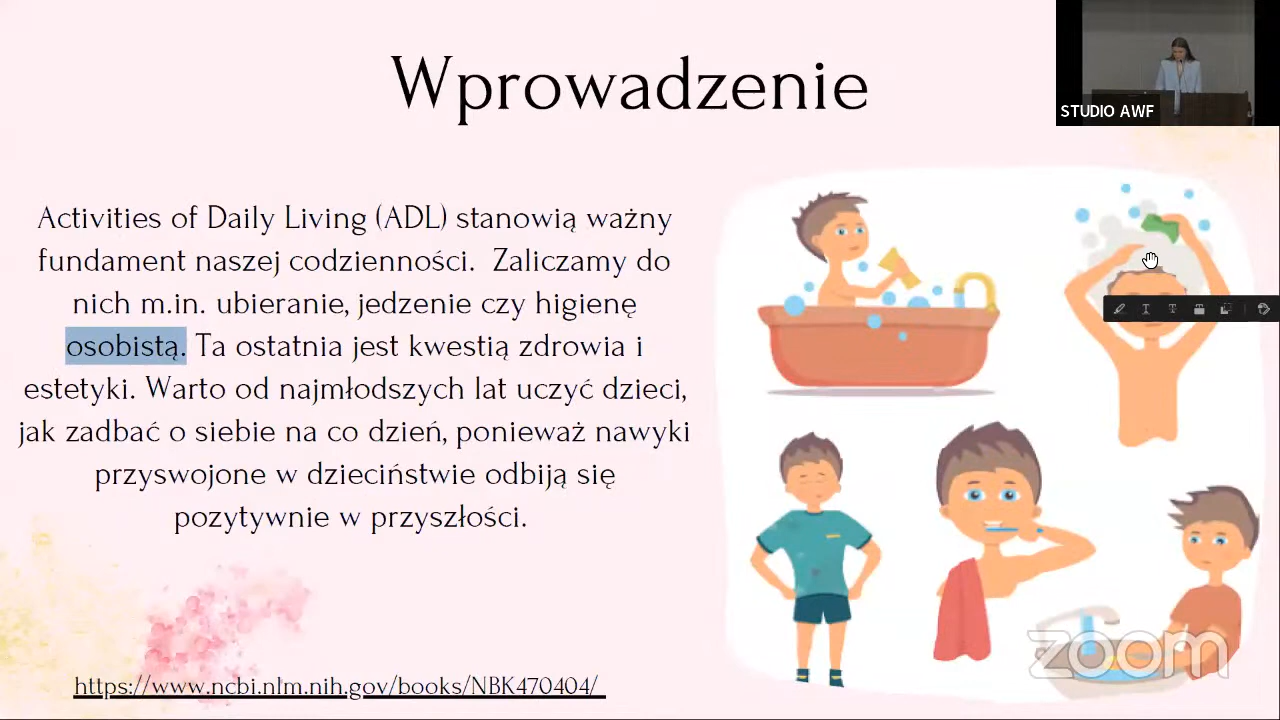 Wprowadzenie
STUDIO AWF
Activities of Daily Living (ADL) stanowią ważny
fundament naszej codzienności. Zaliczamy do
nich m.in. ubieranie, jedzenie czy higienę
osobistą. Ta ostatnia jest kwestią zdrowia i
estetyki. Warto od najmłodszych lat uczyć dzieci,
jak zadbać o siebie na co dzień, ponieważ nawyki
przyswojone w dzieciństwie odbiją się
pozytywnie w przyszłości.
zoom
https://www.ncbi.nlm.nih.gov/books/NBK470404/